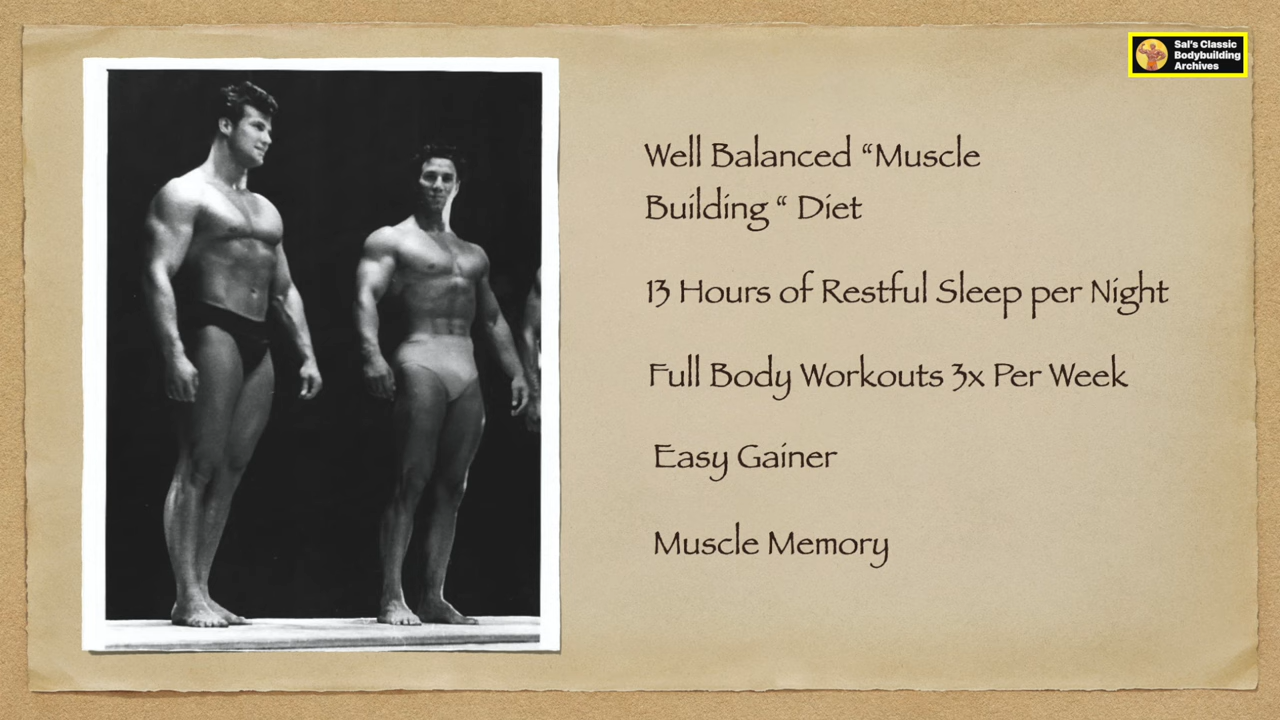 Sal's Classic
Bodybuilding
Archives
Well Balanced “Muscle
Building “ Diet
13 Hours of Restful Sleep per Night
Full Body Workouts 3x Per Week
Easy Gainer
Muscle Memory